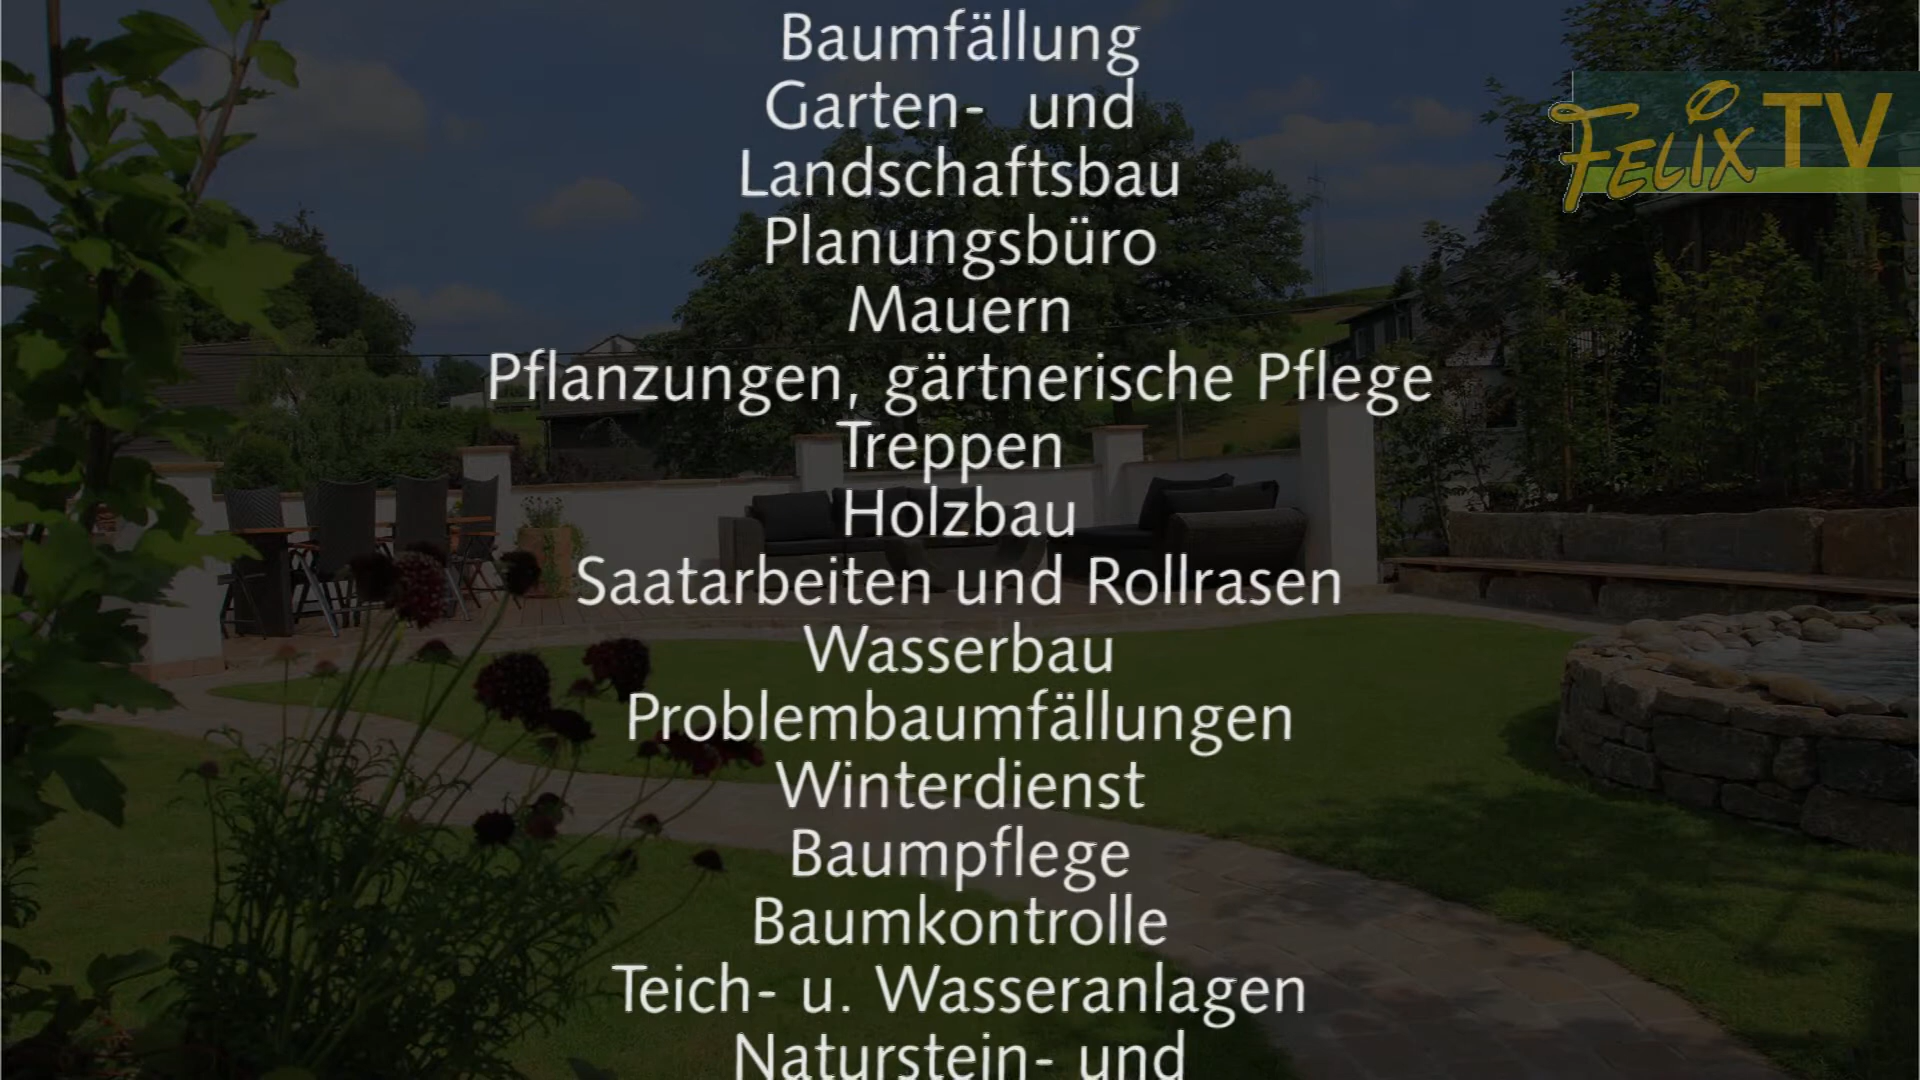 Baumfällung
Garten- und
Landschaftsbau
Planungsbüro
Mauern
Pflanzungen, gärtnerische Pflege
Treppen
Holzbau
Saatarbeiten und Rollrasen
Wasserbau
Problembaumfällungen
Winterdienst
Baumpflege
Baumkontrolle
Teich- u. Wasseranlagen
Naturstein- und
FELIX TV